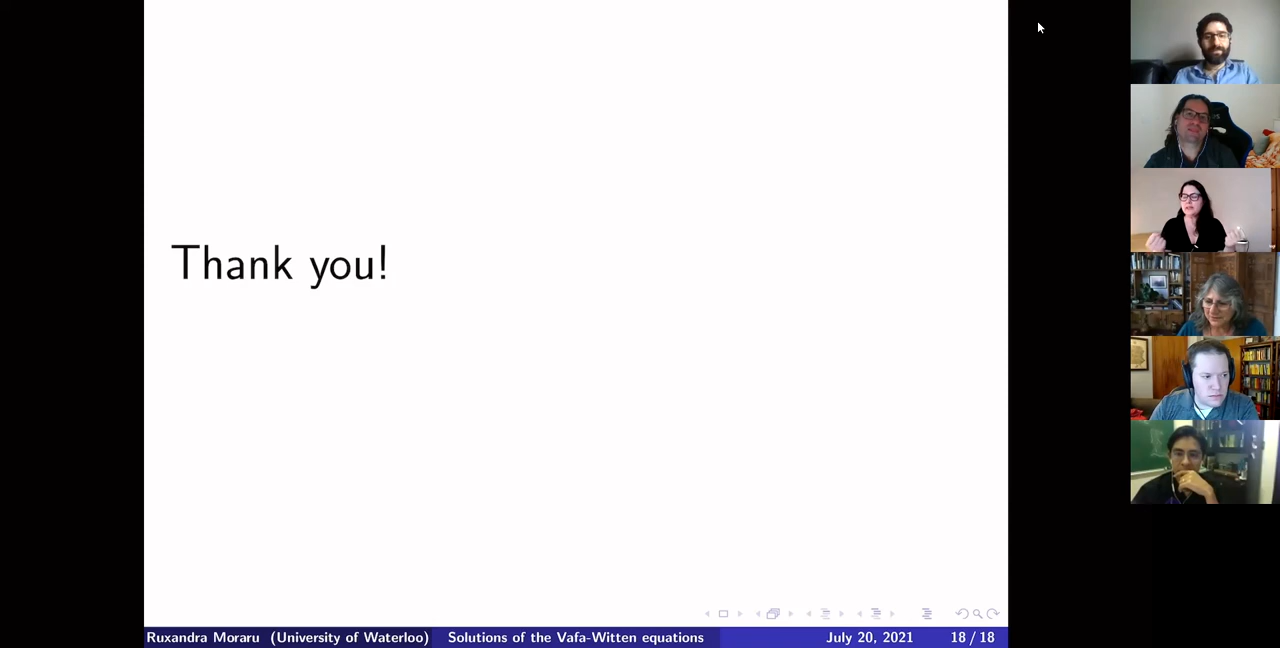 Thank you!
Ruxandra Moraru (University of Waterloo) Solutions of the Vafa-Witten equations July 20, 2021 18 / 18